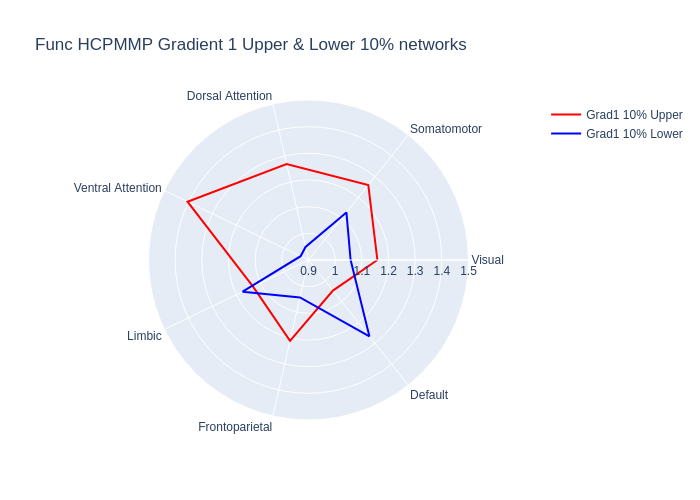 Func HCPMMP Gradient 1 Upper & Lower 10% networks
Dorsal Attention
Somatomotor
Grad1 10% Upper
Grad1 10% Lower
Ventral Attention
Visual
0.9 1 1.1 1.2 1.3 1.4 1.5
Limbic
Default
Frontoparietal